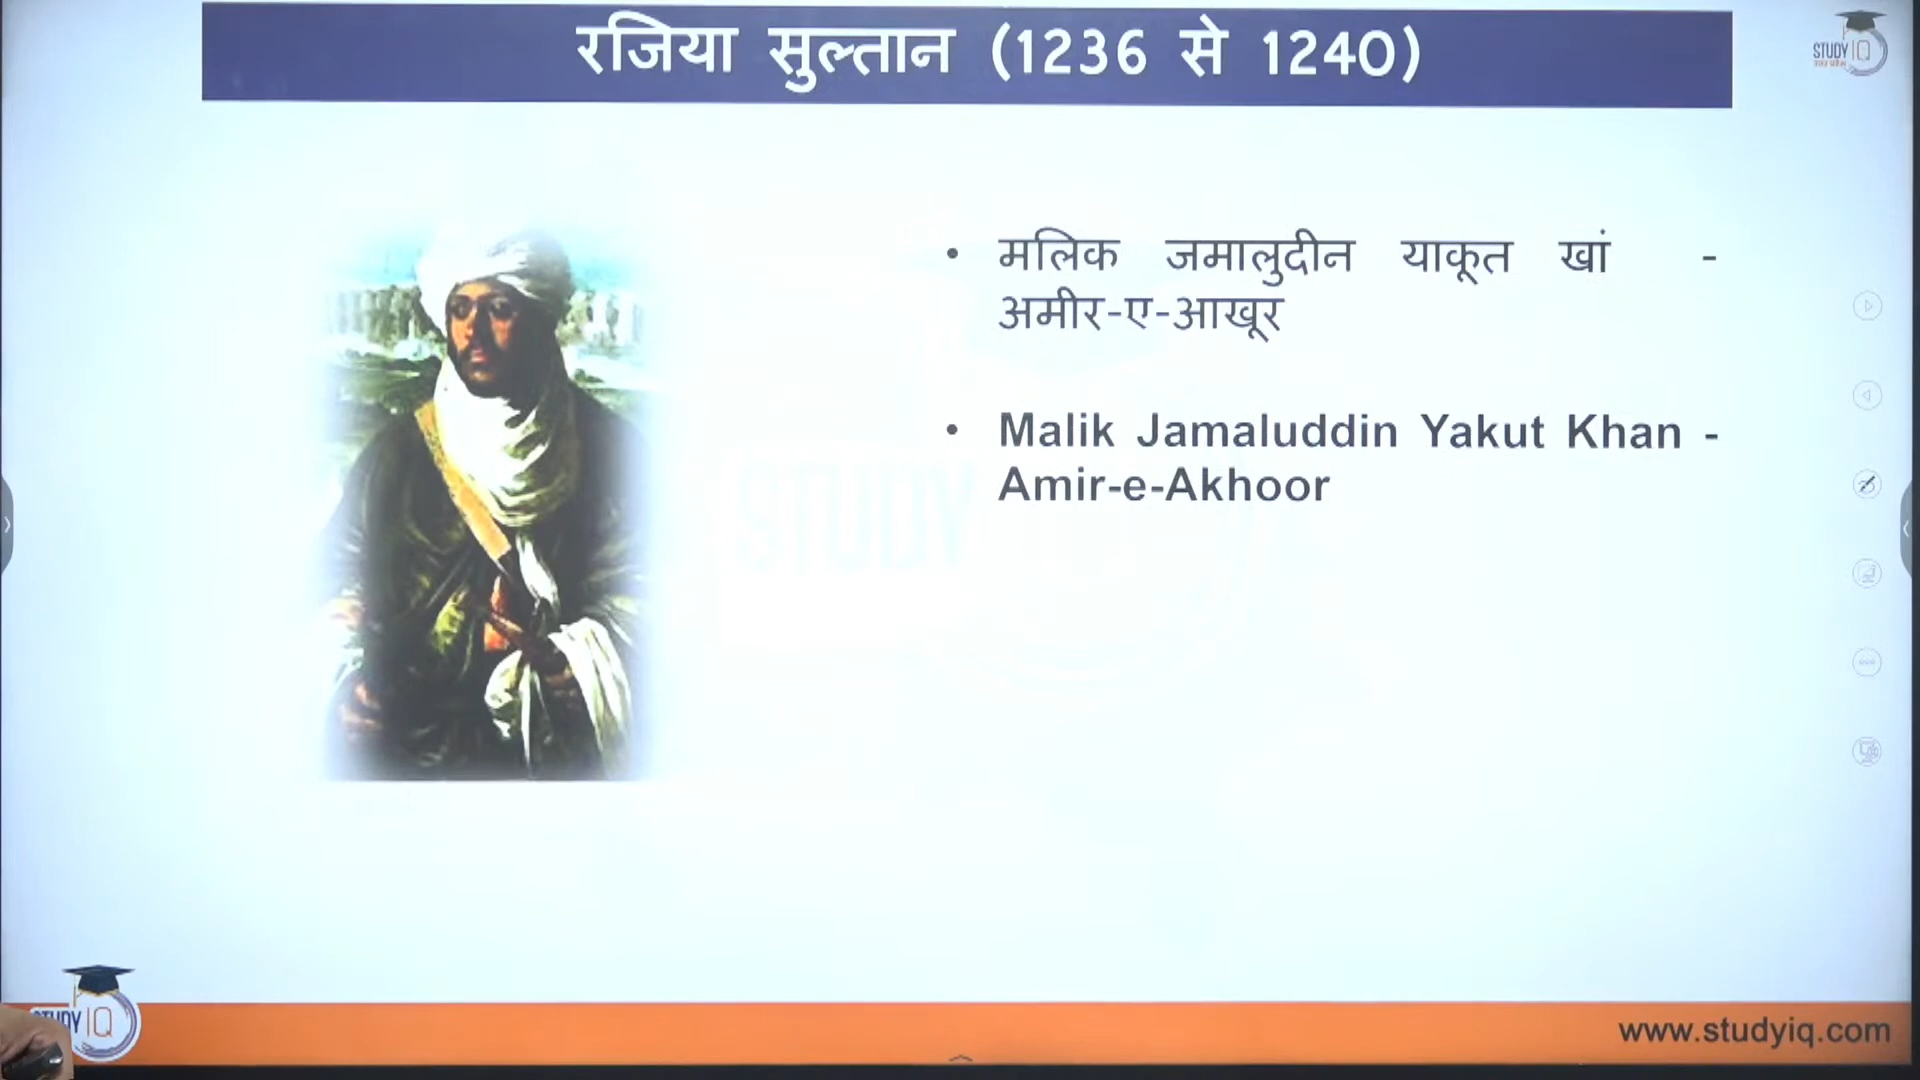 रजिया सुल्तान (1236 से 1240)
STUDY IQ
• मलिक जमालुदीन याकूत खां -
अमीर-ए-आखूर
• Malik Jamaluddin Yakut Khan -
Amir-e-Akhoor
STUDY
STUDY IQ
www.studyiq.com